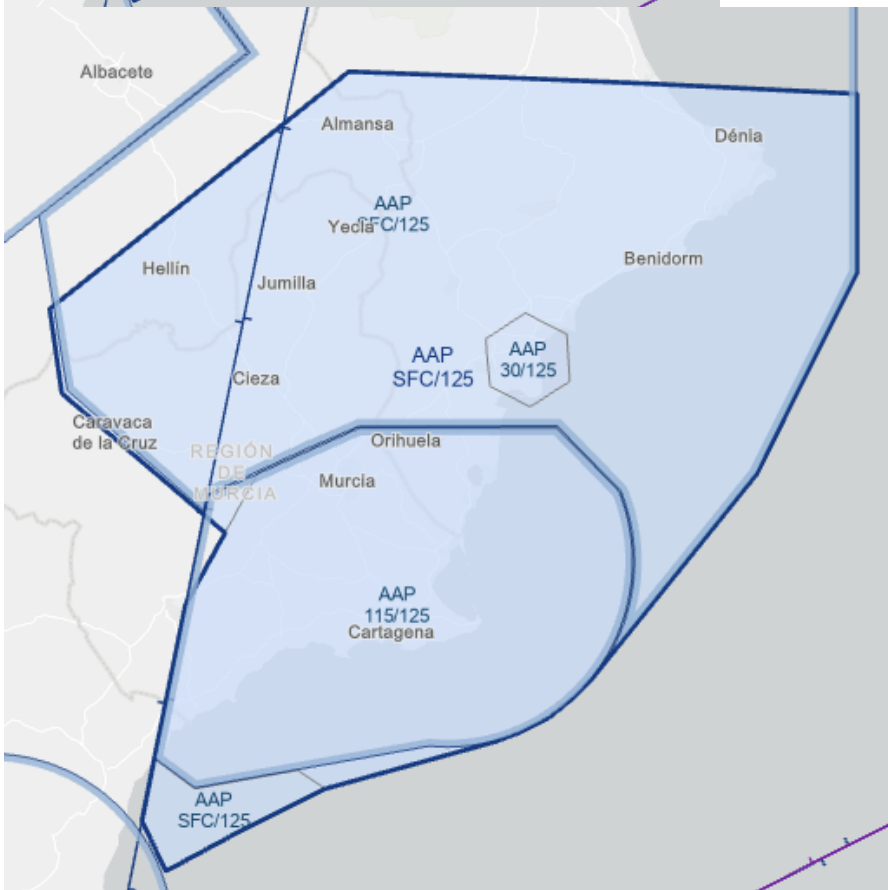 Albacete
Almansa
Dénia
AAP
SFC/125
Yecla
Benidorm
Hellín
Jumilla
AAP
SFC/125
AAP
30/125
Cieza
Caravaca
de la Cruz
Orihuela
REGIÓN
DE
MURCIA
Murcia
AAP
115/125
Cartagena
AAP
SFC/125